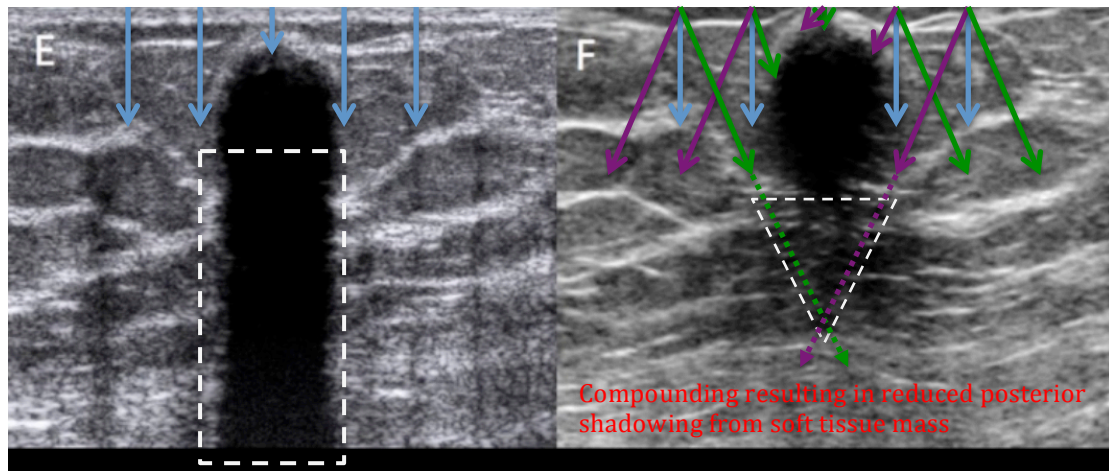 E
F
Compounding resulting in reduced posterior
shadowing from soft tissue mass